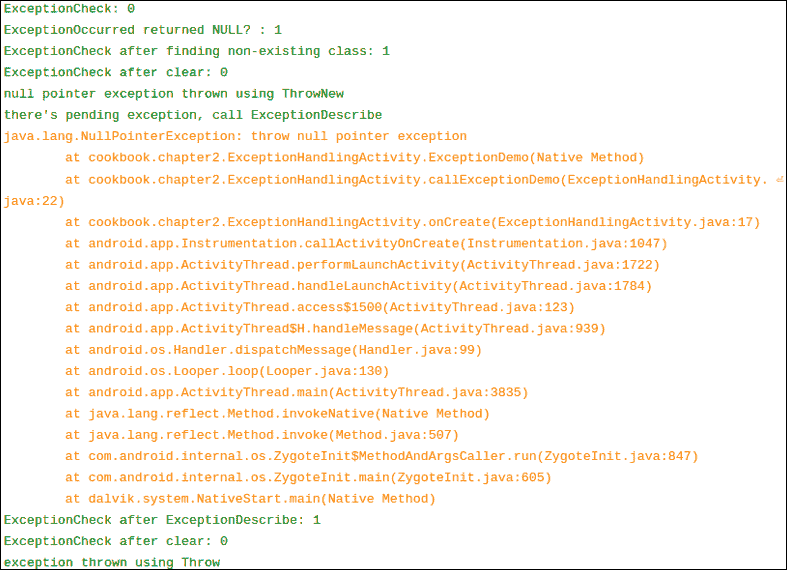 ExceptionCheck: 0
ExceptionOccurred returned NULL? : 1
ExceptionCheck after finding non-existing class: 1
ExceptionCheck after clear: 0
null pointer exception thrown using ThrowNew
there's pending exception, call ExceptionDescribe
java.lang.NullPointerException: throw null pointer exception
at cookbook.chapter2.ExceptionHandlingActivity.ExceptionDemo(Native Method)
at cookbook.chapter2.ExceptionHandlingActivity.callExceptionDemo(ExceptionHandlingActivity. ⏎
java:22)
at cookbook.chapter2.ExceptionHandlingActivity.onCreate(ExceptionHandlingActivity.java:17)
at android.app.Instrumentation.callActivityOnCreate(Instrumentation.java:1047)
at android.app.ActivityThread.performLaunchActivity(ActivityThread.java:1722)
at android.app.ActivityThread.handleLaunchActivity(ActivityThread.java:1784)
at android.app.ActivityThread.access$1500(ActivityThread.java:123)
at android.app.ActivityThread$H.handleMessage(ActivityThread.java:939)
at android.os.Handler.dispatchMessage(Handler.java:99)
at android.os.Looper.loop(Looper.java:130)
at android.app.ActivityThread.main(ActivityThread.java:3835)
at java.lang.reflect.Method.invokeNative(Native Method)
at java.lang.reflect.Method.invoke(Method.java:507)
at com.android.internal.os.ZygoteInit$MethodAndArgsCaller.run(ZygoteInit.java:847)
at com.android.internal.os.ZygoteInit.main(ZygoteInit.java:605)
at dalvik.system.NativeStart.main(Native Method)
ExceptionCheck after ExceptionDescribe: 1
ExceptionCheck after clear: 0
exception thrown using Throw